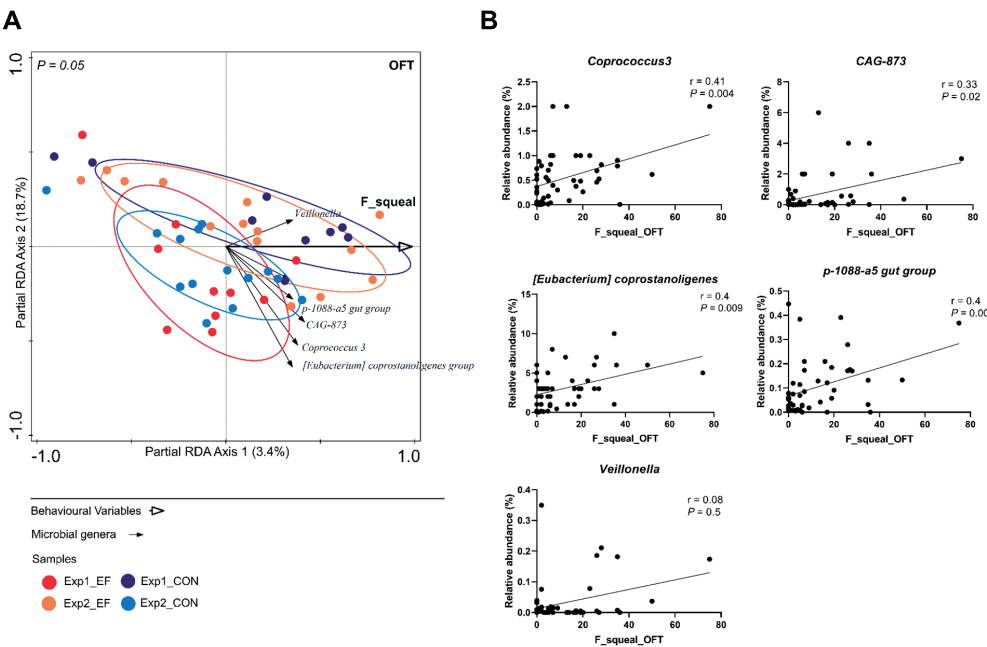 A
B
1.0
P = 0.05
OFT
F_squeal
Veillonella
p-1088-a5 gut group
CAG-873
Coprococcus 3
[Eubacterium] coprostanoligenes group
Partial RDA Axis 2 (18.7%)
-1.0
-1.0
Partial RDA Axis 1 (3.4%)
1.0
Behavioural Variables
Microbial genera
Samples
Exp1_EF
Exp1_CON
Exp2_EF
Exp2_CON
Coprococcus3
r = 0.41
P = 0.004
Relative abundance (%)
2.5
2.0
1.5
1.0
0.5
0.0
0 20 40 60 80
F_squeal_OFT
CAG-873
r = 0.33
P = 0.02
Relative abundance (%)
8
6
4
2
0
0 20 40 60 80
F_squeal_OFT
[Eubacterium] coprostanoligenes
r = 0.4
P = 0.009
Relative abundance (%)
15
10
5
0
0 20 40 60 80
F_squeal_OFT
p-1088-a5 gut group
r = 0.4
P = 0.00
Relative abundance (%)
0.5
0.4
0.3
0.2
0.1
0.0
0 20 40 60 80
F_squeal_OFT
Veillonella
r = 0.08
P = 0.5
Relative abundance (%)
0.4
0.3
0.2
0.1
0.0
0 20 40 60 80
F_squeal_OFT